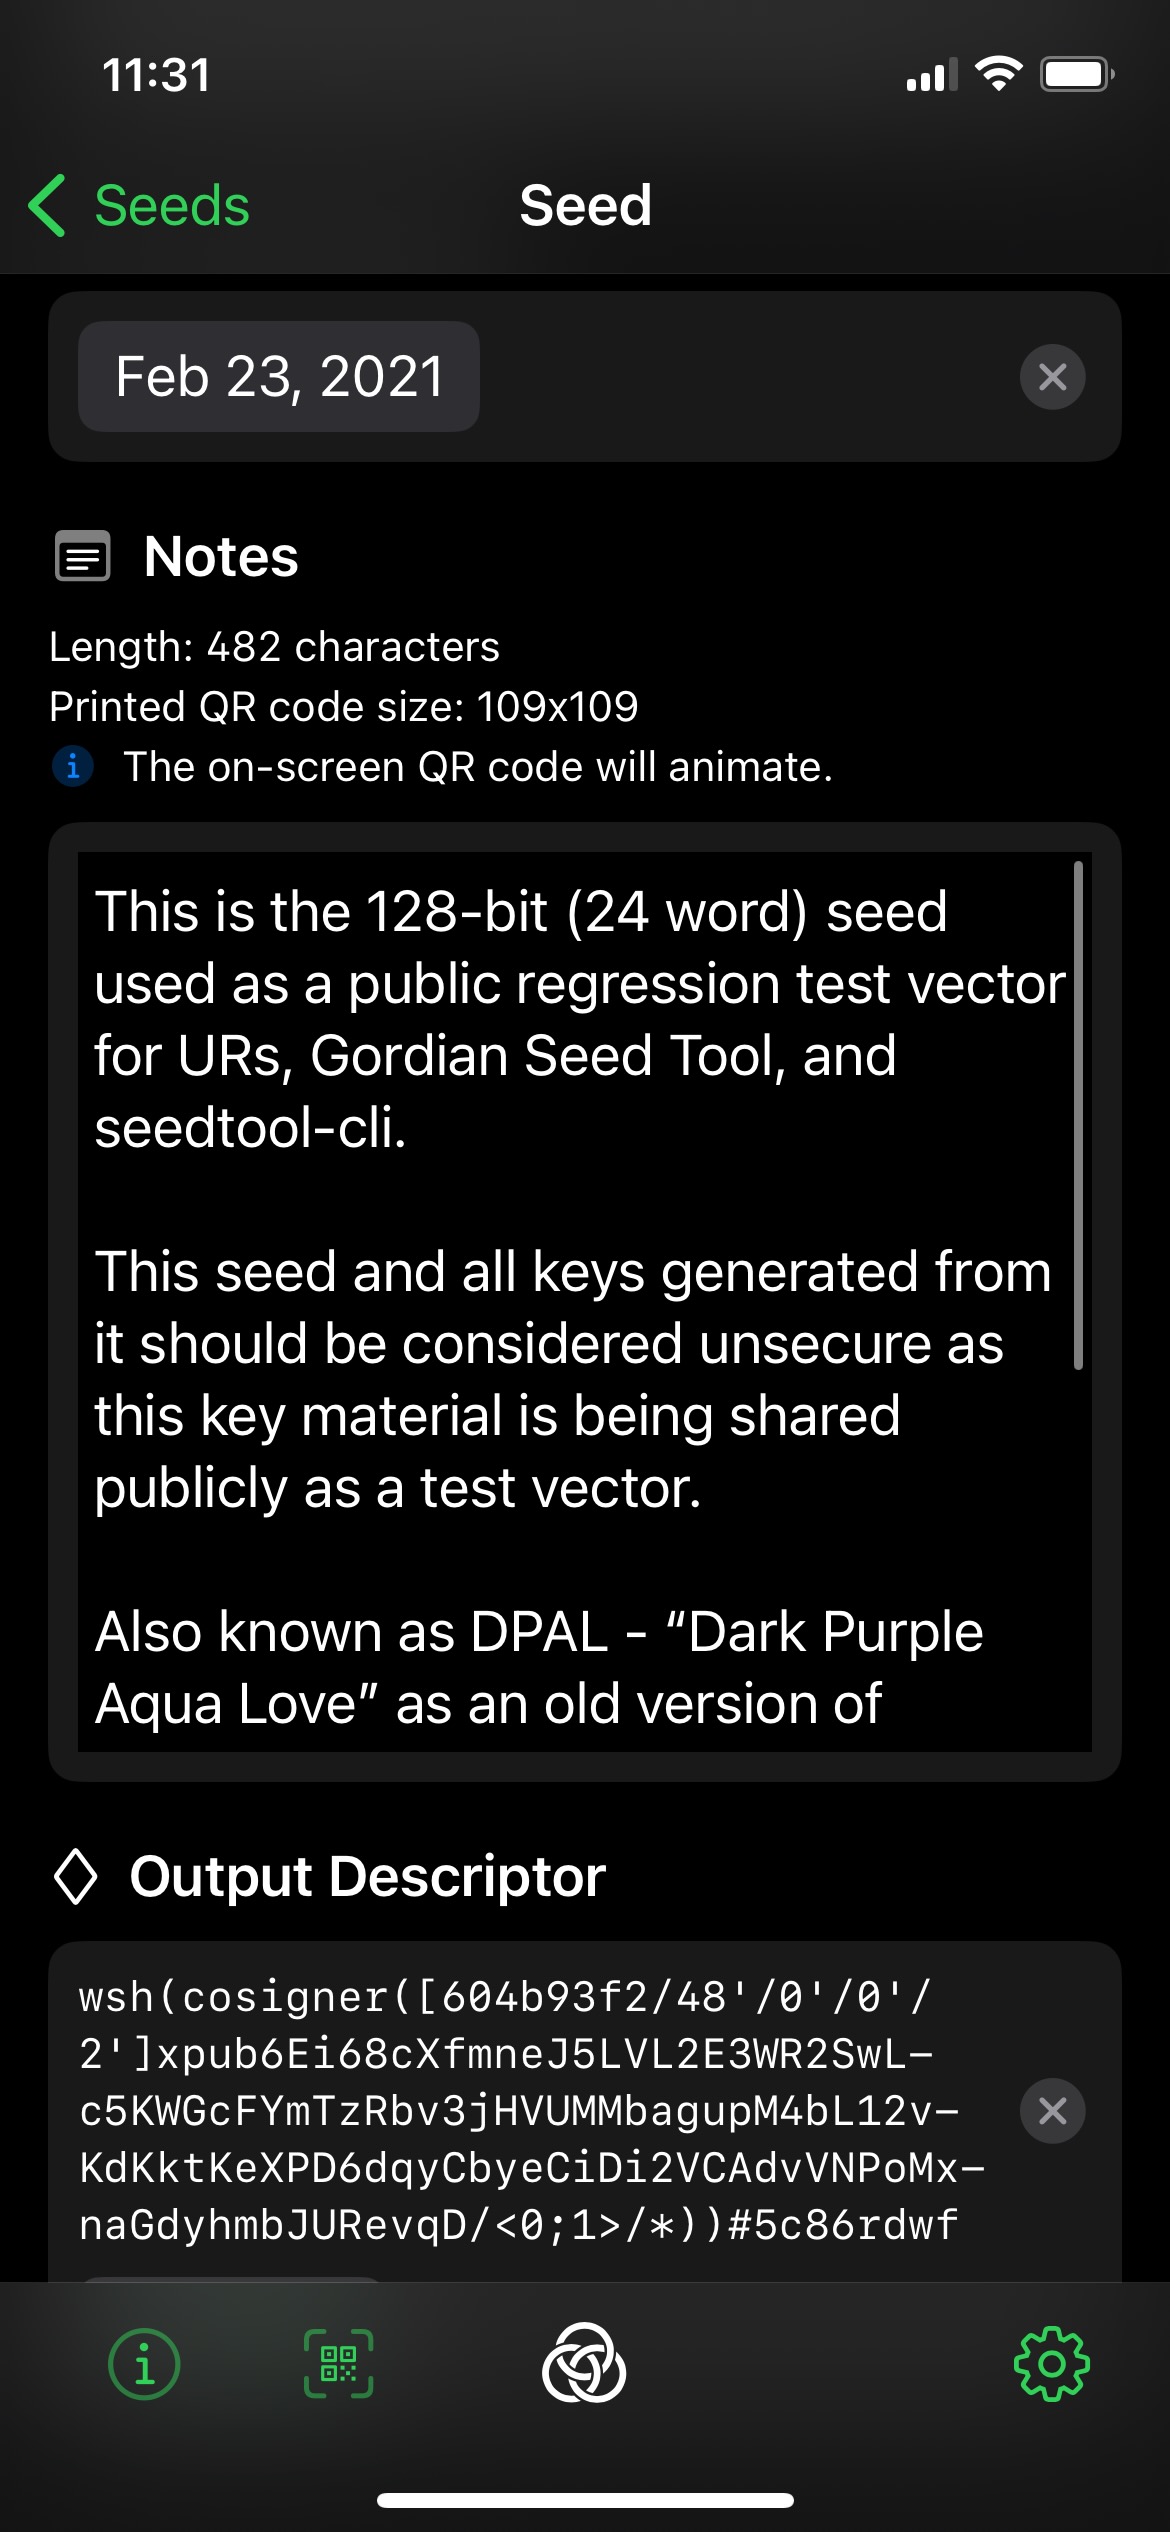 11:31
Seeds
Seed
Feb 23, 2021
Notes
Length: 482 characters
Printed QR code size: 109x109
The on-screen QR code will animate.
This is the 128-bit (24 word) seed
used as a public regression test vector
for URs, Gordian Seed Tool, and
seedtool-cli.
This seed and all keys generated from
it should be considered unsecure as
this key material is being shared
publicly as a test vector.
Also known as DPAL - “Dark Purple
Aqua Love” as an old version of
Output Descriptor
wsh(cosigner([604b93f2/48'/0'/0'/
2']xpub6Ei68cXfmneJ5LVL2E3WR2SwL-
c5KWGcFYmTzRbv3jHVUMMbagupM4bL12v-
KdKktKeXPD6dqyCbyeCiDi2VCAdvVNPoMx-
naGdyhmbJURevqD/<0;1>/*))#5c86rdwf